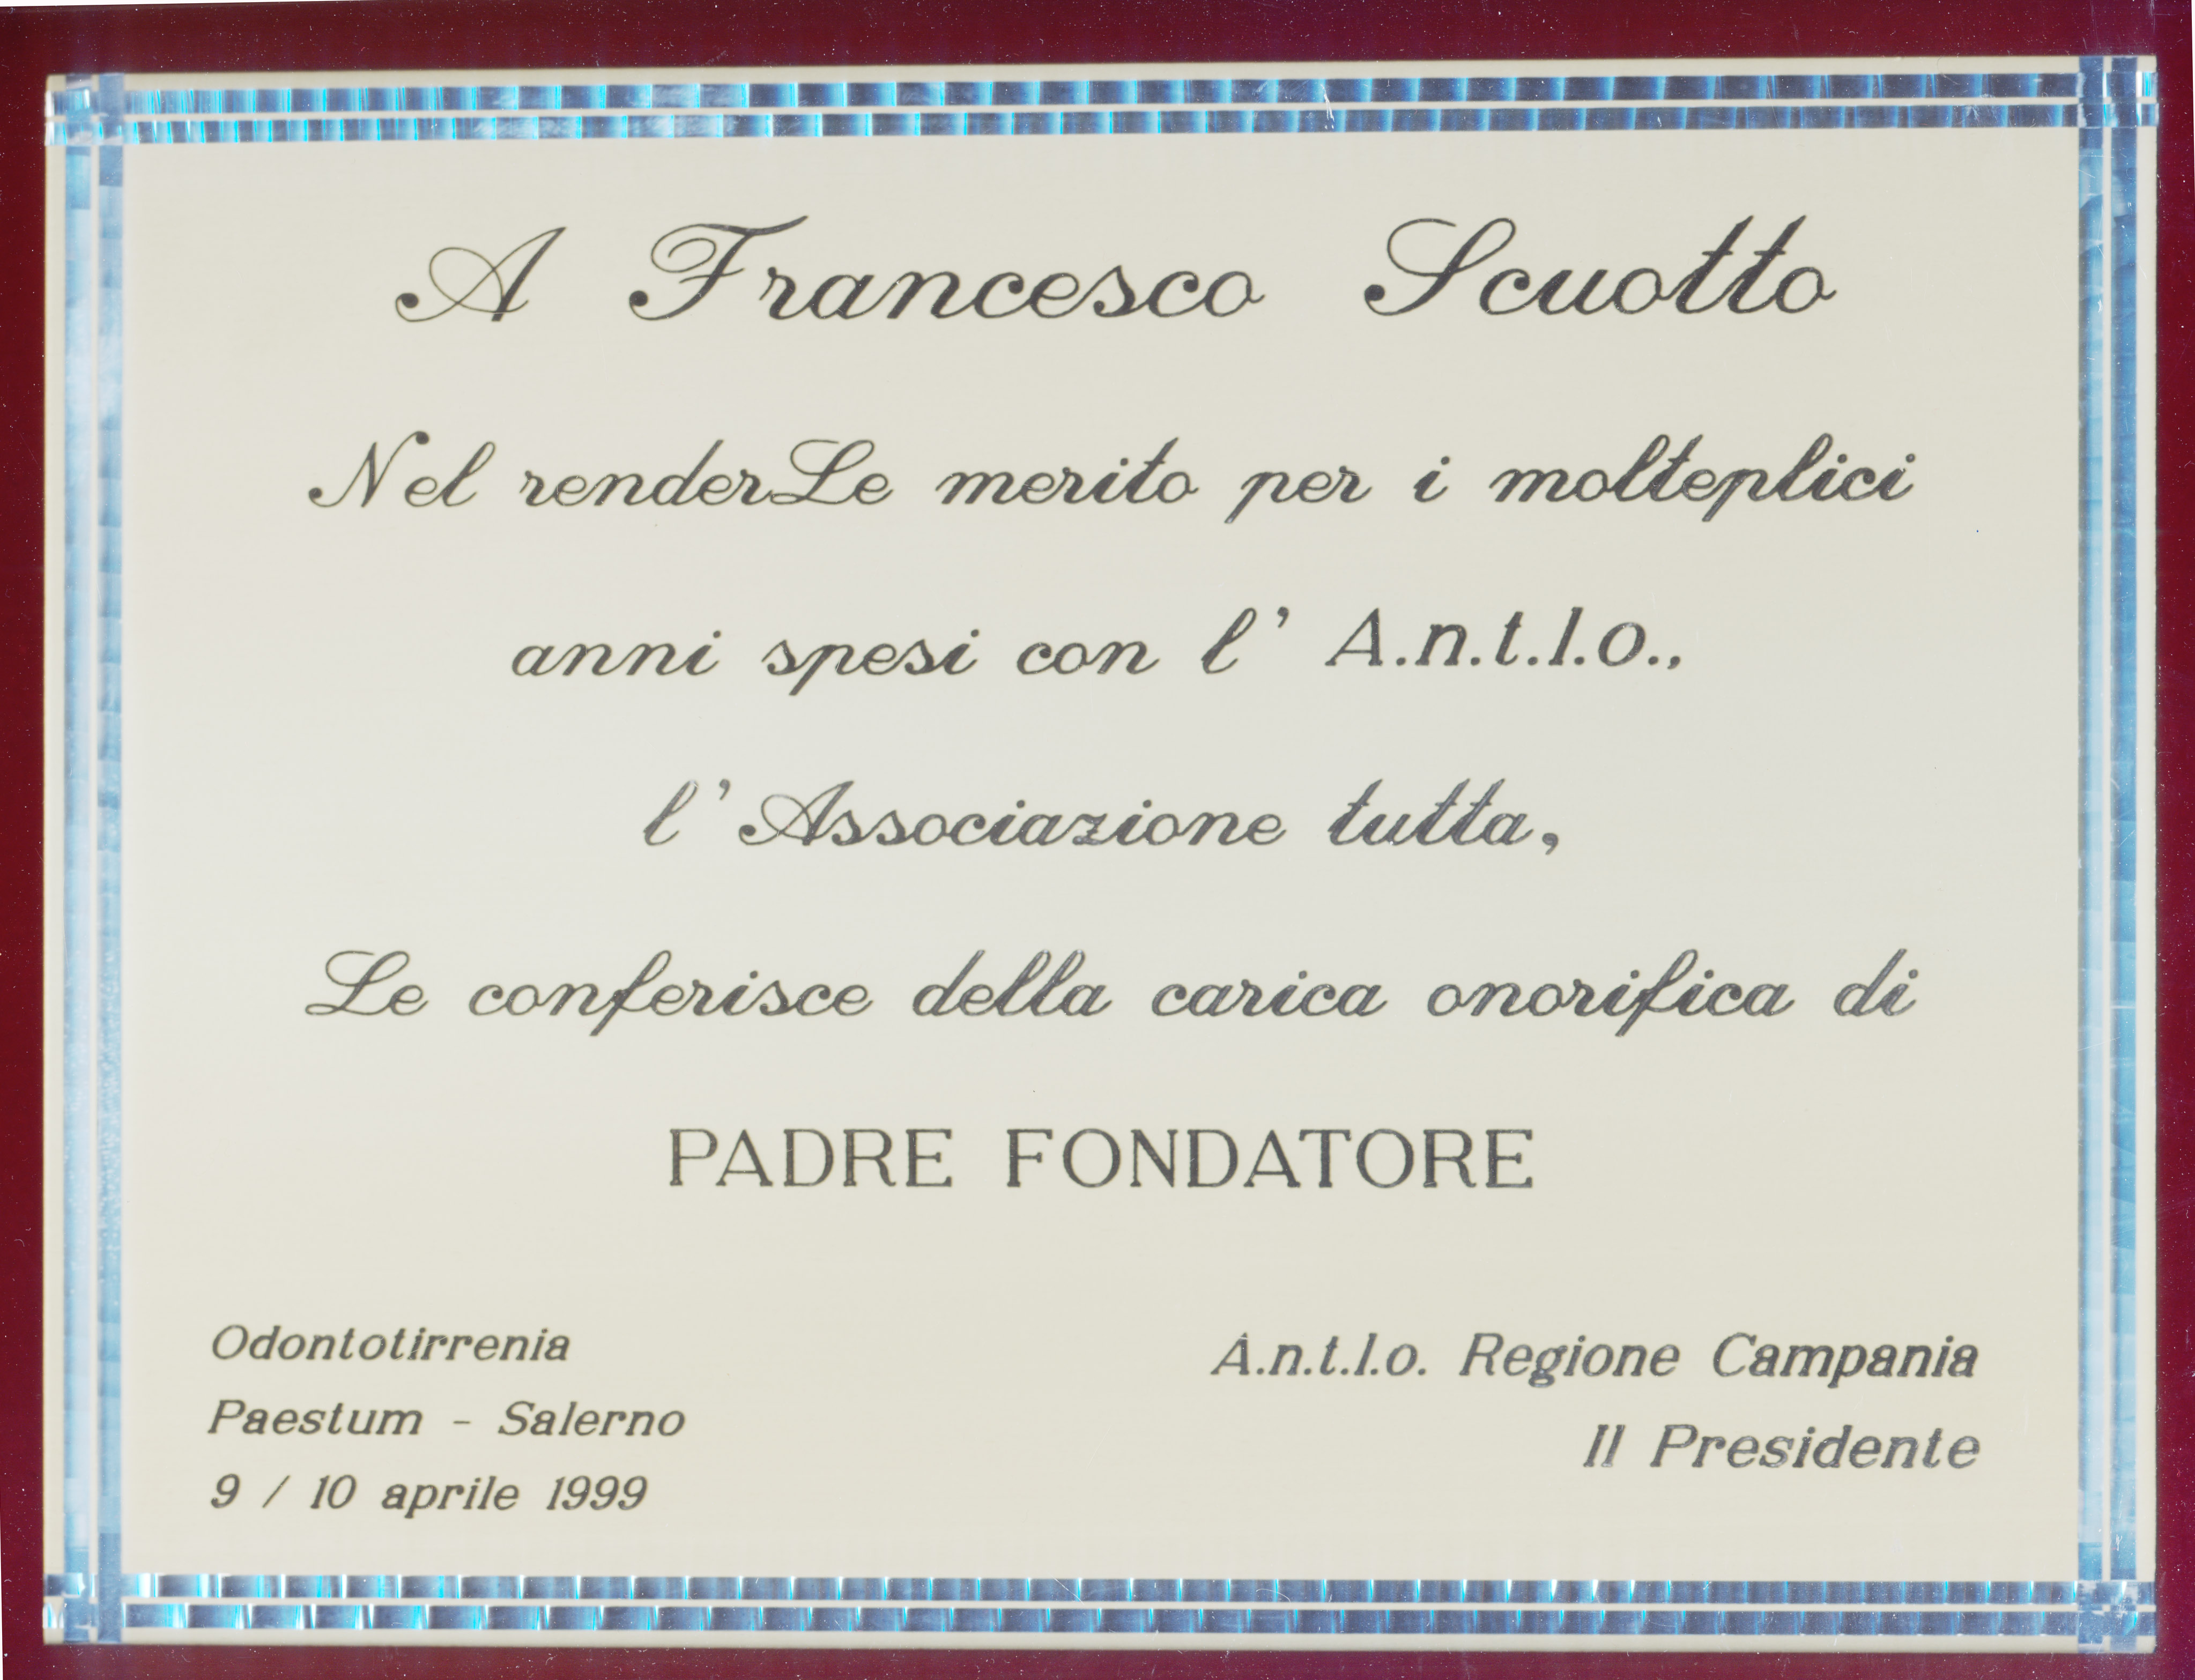 A Francesco Scuotto
Nel renderLe merito per i molteplici
anni spesi con l' A.n.t.l.o.,
l'Associazione tutta,
Le conferisce della carica onorifica di
PADRE FONDATORE
Odontotirrenia
Paestum - Salerno
9 / 10 aprile 1999
A.n.t.l.o. Regione Campania
Il Presidente